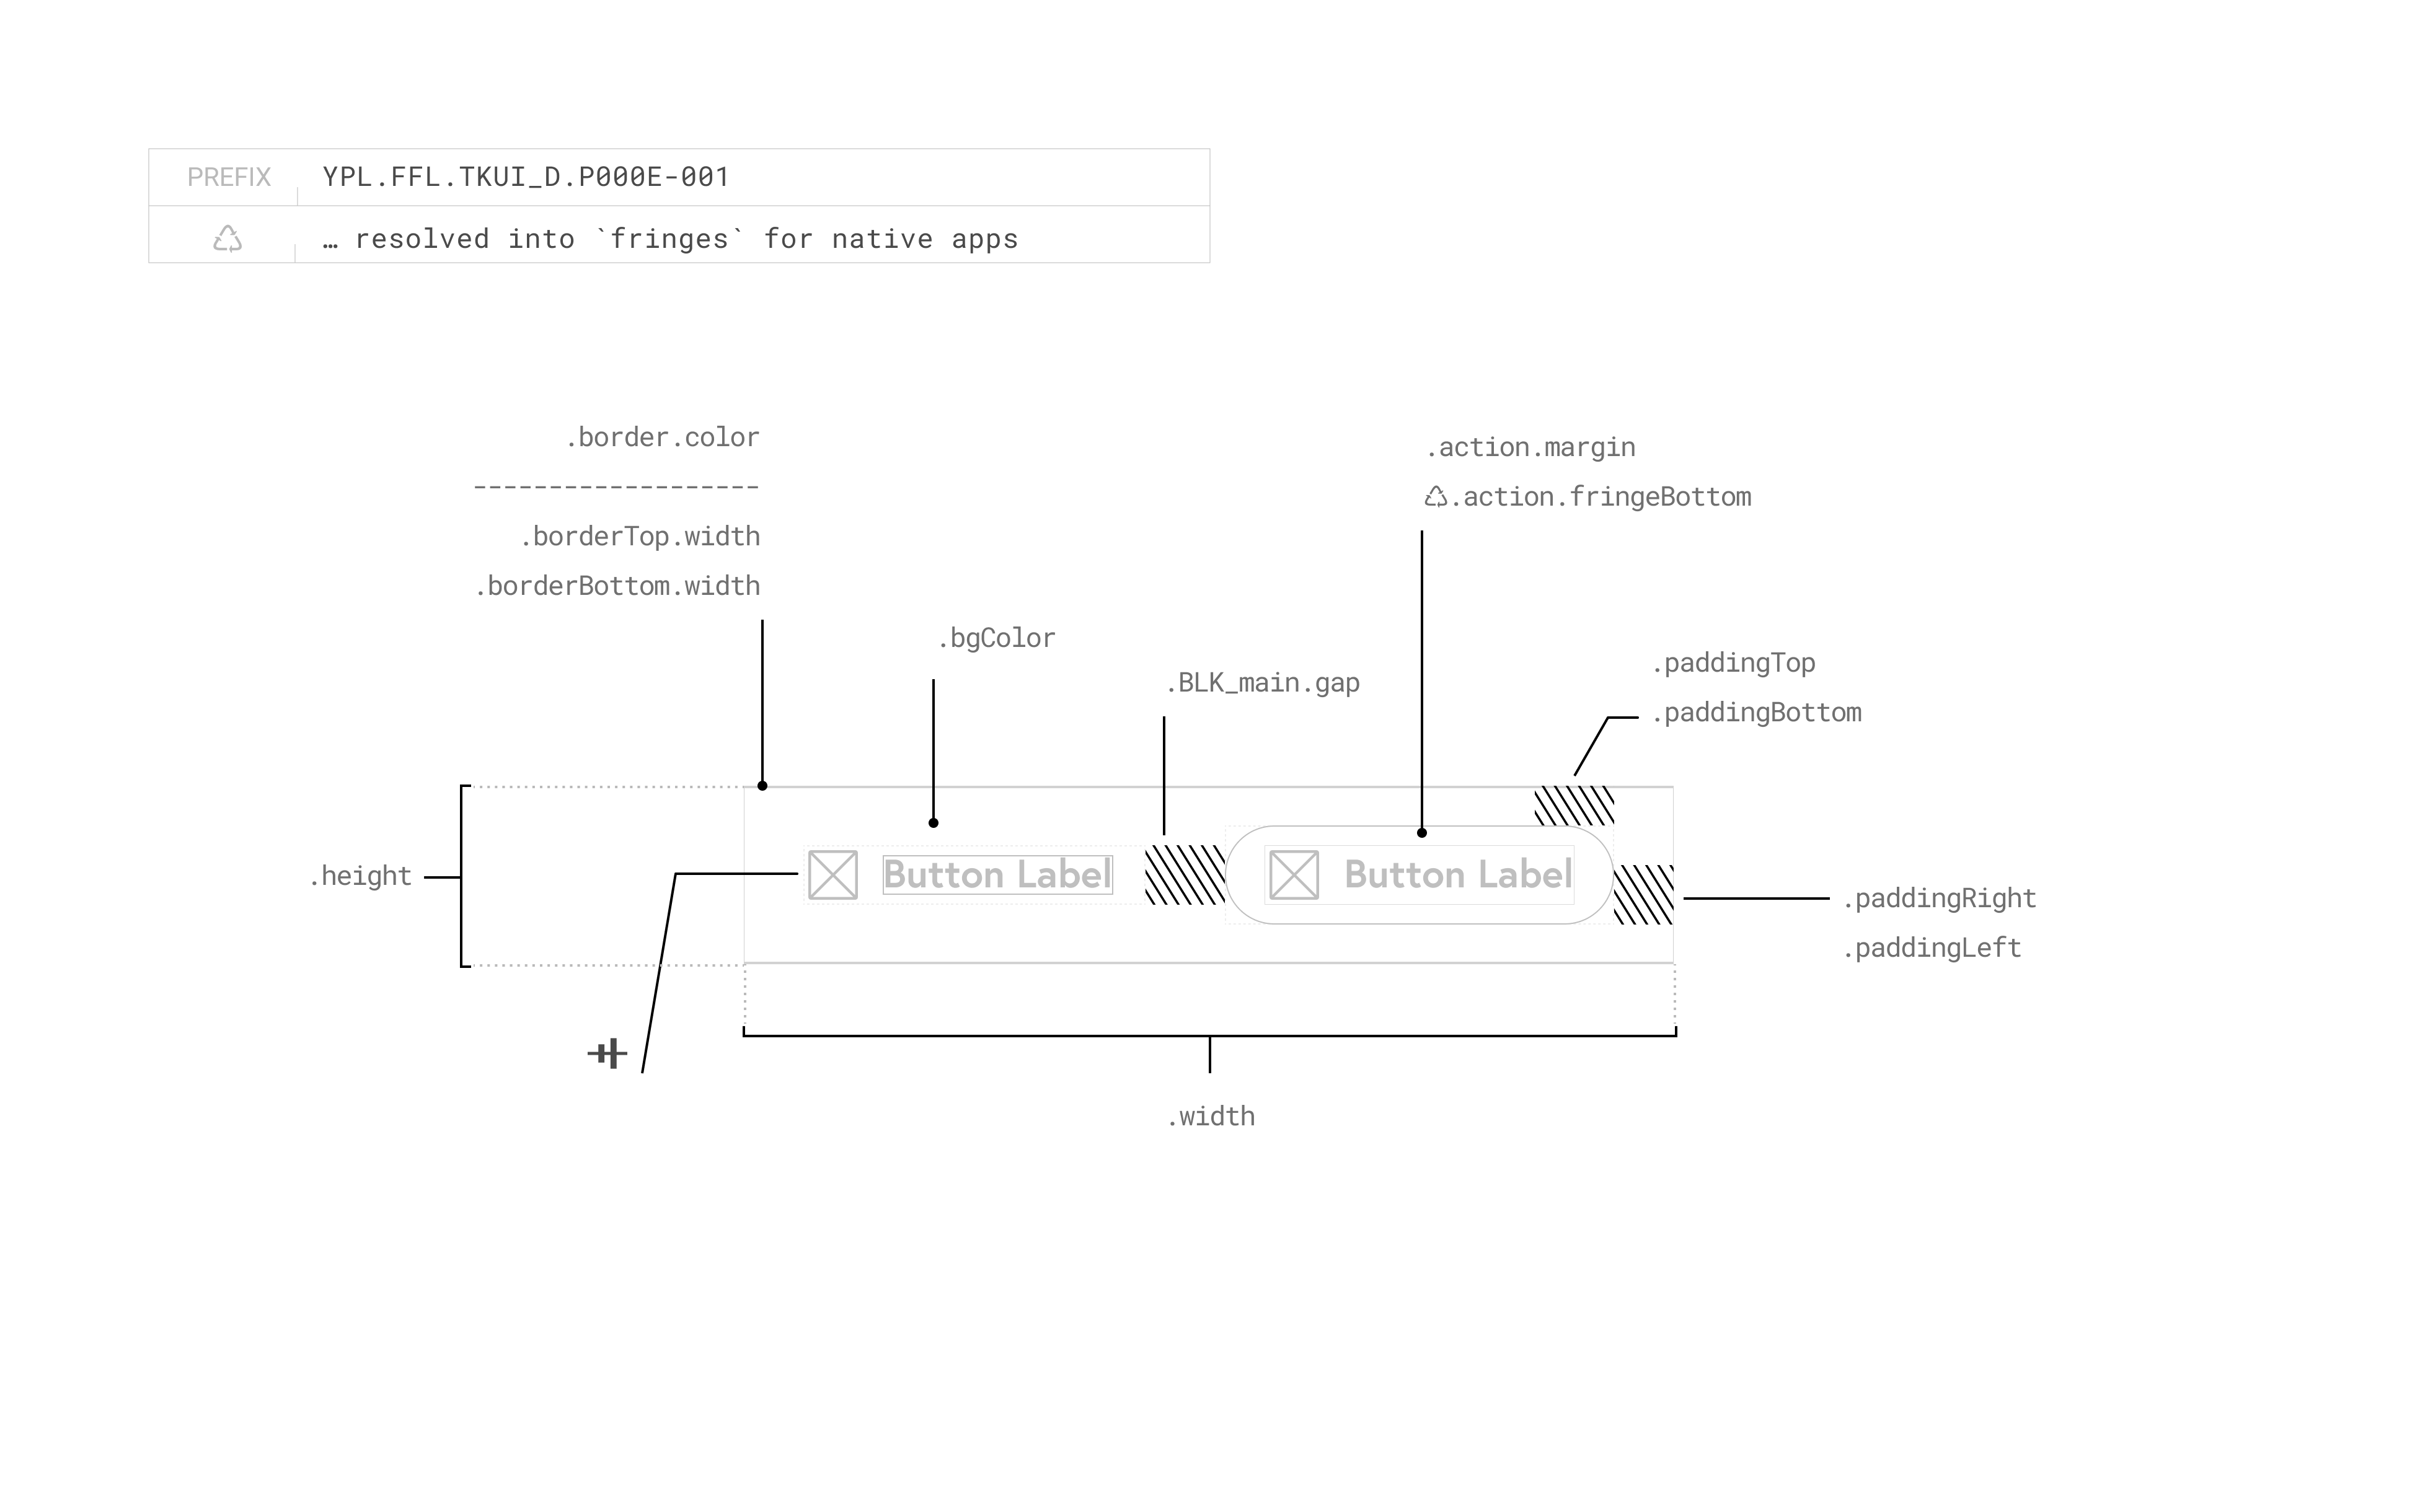 PREFIX YPL.FFL.TKUI_D.P000E-001
… resolved into `fringes` for native apps
.border.color
-------------------
.borderTop.width
.borderBottom.width
.action.margin
♺.action.fringeBottom
.bgColor
.BLK_main.gap
.paddingTop
.paddingBottom
.height
Button Label
Button Label
.paddingRight
.paddingLeft
.width